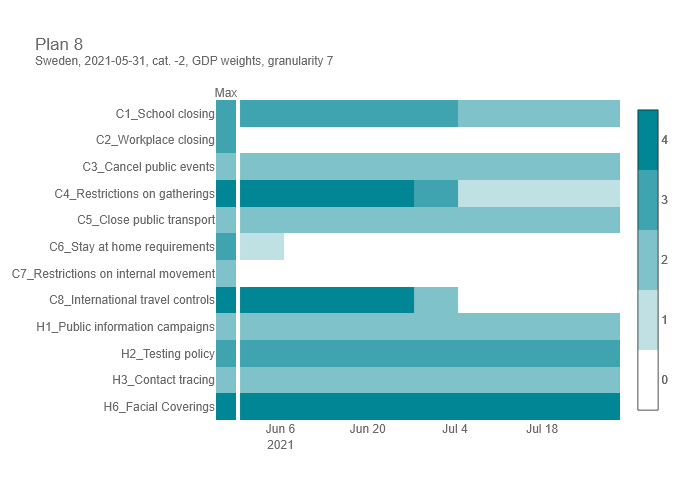 Plan 8
Sweden, 2021-05-31, cat. -2, GDP weights, granularity 7
Max
C1_School closing
C2_Workplace closing
C3_Cancel public events
C4_Restrictions on gatherings
C5_Close public transport
C6_Stay at home requirements
C7_Restrictions on internal movement
C8_International travel controls
H1_Public information campaigns
H2_Testing policy
H3_Contact tracing
H6_Facial Coverings
Jun 6 Jun 20 Jul 4 Jul 18
2021
4
3
2
1
0